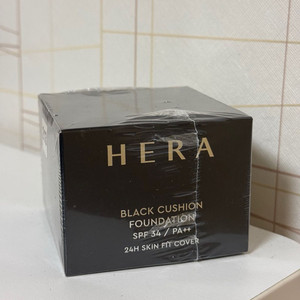 HERA
BLACK CUSHION
FOUNDATION
SPF 34 / PA++
24H SKIN FIT COVER